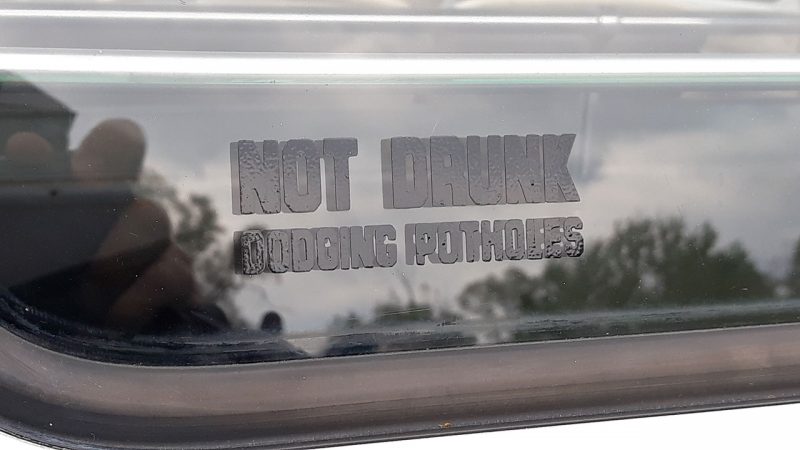 NOT DRUNK
DODGING POTHOLES